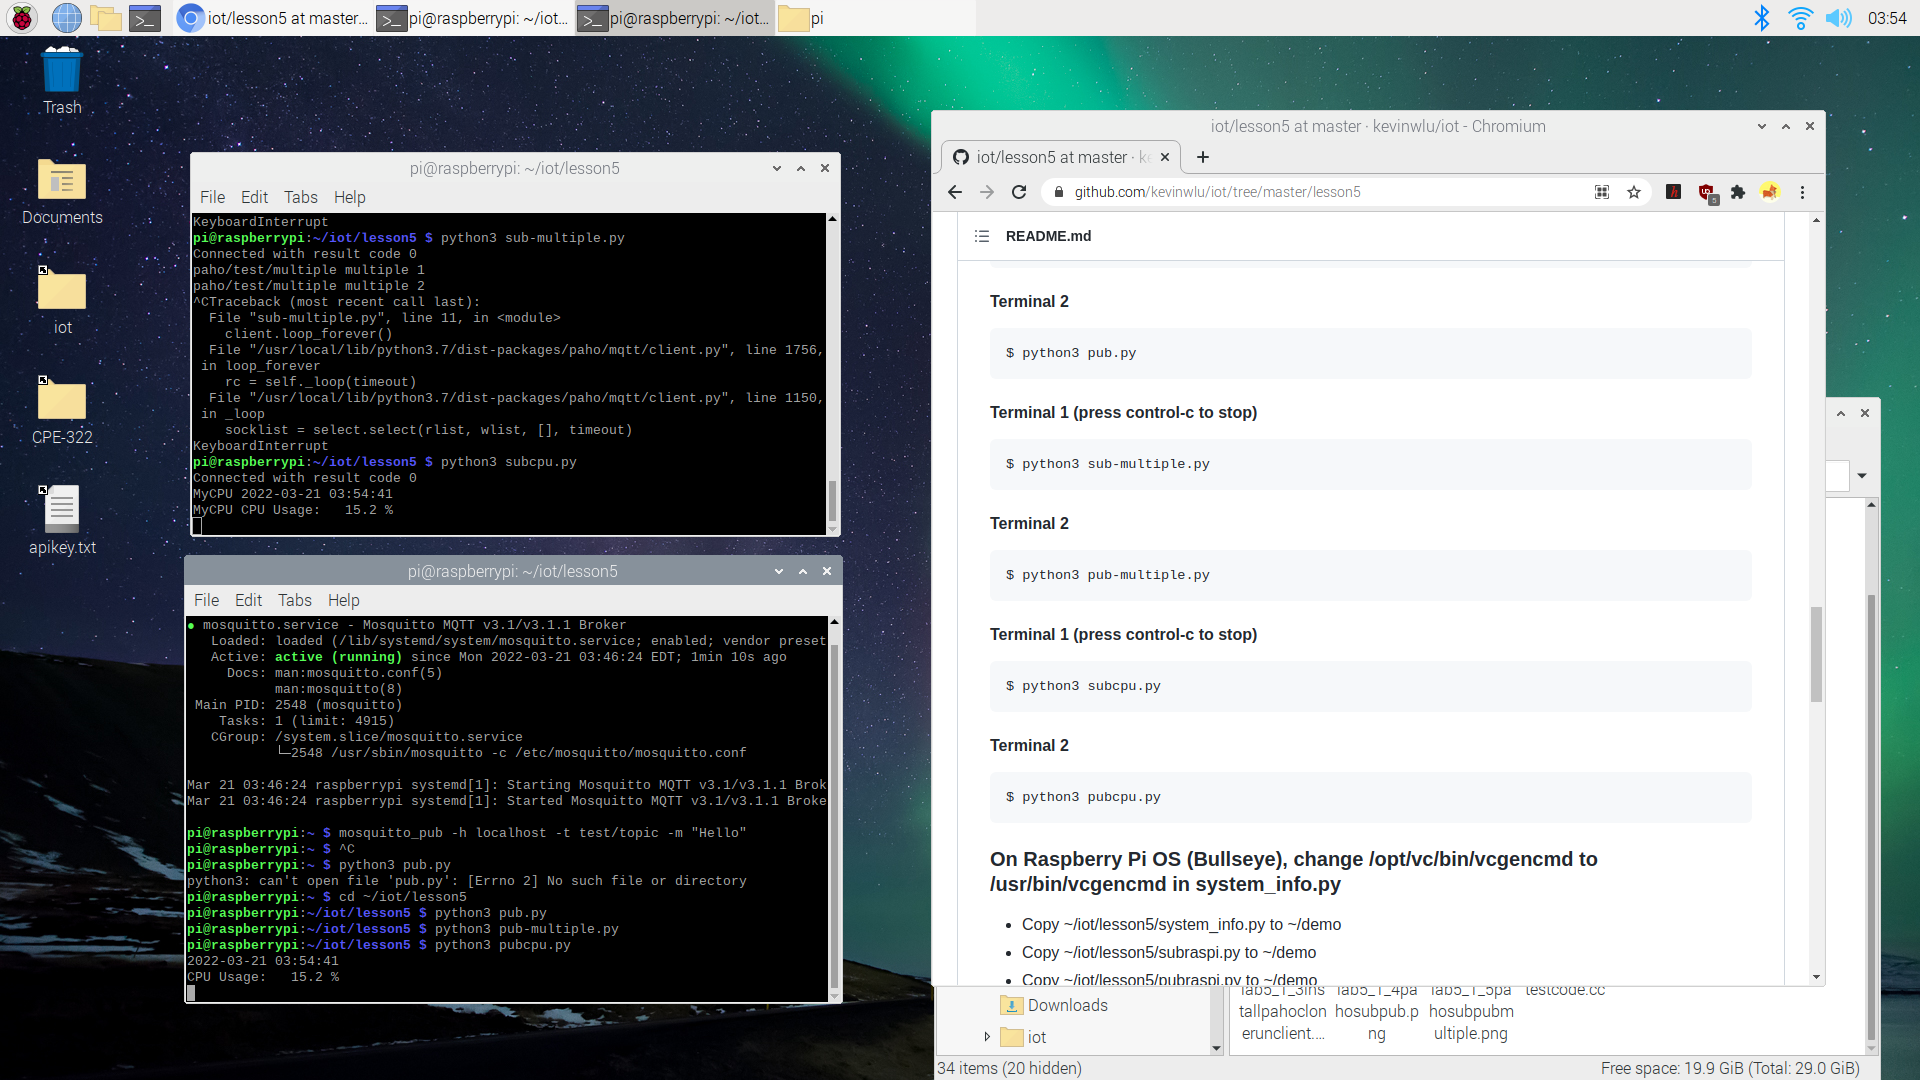 iot/lesson5 at master...
pi@raspberrypi: ~/iot...
pi@raspberrypi: ~/iot...
pi
03:54
Trash
Documents
iot
CPE-322
apikey.txt
pi@raspberrypi: ~/iot/lesson5
File Edit Tabs Help
KeyboardInterrupt
pi@raspberrypi:~/iot/lesson5 $ python3 sub-multiple.py
Connected with result code 0
paho/test/multiple multiple 1
paho/test/multiple multiple 2
^CTraceback (most recent call last):
  File "sub-multiple.py", line 11, in <module>
    client.loop_forever()
  File "/usr/local/lib/python3.7/dist-packages/paho/mqtt/client.py", line 1756,
 in loop_forever
    rc = self._loop(timeout)
  File "/usr/local/lib/python3.7/dist-packages/paho/mqtt/client.py", line 1150,
 in _loop
    socklist = select.select(rlist, wlist, [], timeout)
KeyboardInterrupt
pi@raspberrypi:~/iot/lesson5 $ python3 subcpu.py
Connected with result code 0
MyCPU 2022-03-21 03:54:41
MyCPU CPU Usage:   15.2 %
pi@raspberrypi: ~/iot/lesson5
File Edit Tabs Help
● mosquitto.service - Mosquitto MQTT v3.1/v3.1.1 Broker
   Loaded: loaded (/lib/systemd/system/mosquitto.service; enabled; vendor preset
   Active: active (running) since Mon 2022-03-21 03:46:24 EDT; 1min 10s ago
     Docs: man:mosquitto.conf(5)
           man:mosquitto(8)
 Main PID: 2548 (mosquitto)
    Tasks: 1 (limit: 4915)
   CGroup: /system.slice/mosquitto.service
           └─2548 /usr/sbin/mosquitto -c /etc/mosquitto/mosquitto.conf
Mar 21 03:46:24 raspberrypi systemd[1]: Starting Mosquitto MQTT v3.1/v3.1.1 Brok
Mar 21 03:46:24 raspberrypi systemd[1]: Started Mosquitto MQTT v3.1/v3.1.1 Broke
pi@raspberrypi:~ $ mosquitto_pub -h localhost -t test/topic -m "Hello"
pi@raspberrypi:~ $ ^C
pi@raspberrypi:~ $ python3 pub.py
python3: can't open file 'pub.py': [Errno 2] No such file or directory
pi@raspberrypi:~ $ cd ~/iot/lesson5
pi@raspberrypi:~/iot/lesson5 $ python3 pub.py
pi@raspberrypi:~/iot/lesson5 $ python3 pub-multiple.py
pi@raspberrypi:~/iot/lesson5 $ python3 pubcpu.py
2022-03-21 03:54:41
CPU Usage:   15.2 %
iot/lesson5 at master · kevinwlu/iot - Chromium
iot/lesson5 at master · k
github.com/kevinwlu/iot/tree/master/lesson5
5
README.md
Terminal 2
$ python3 pub.py
Terminal 1 (press control-c to stop)
$ python3 sub-multiple.py
Terminal 2
$ python3 pub-multiple.py
Terminal 1 (press control-c to stop)
$ python3 subcpu.py
Terminal 2
$ python3 pubcpu.py
On Raspberry Pi OS (Bullseye), change /opt/vc/bin/vcgencmd to
/usr/bin/vcgencmd in system_info.py
• Copy ~/iot/lesson5/system_info.py to ~/demo
• Copy ~/iot/lesson5/subraspi.py to ~/demo
• Copy ~/iot/lesson5/pubraspi.py to ~/demo
Downloads
iot
lab5_1_3ins lab5_1_4pa lab5_1_5pa testcode.cc
tallpahoclon hosubpub.p hosubpubm
erunclient.... ng ultiple.png
34 items (20 hidden)
Free space: 19.9 GiB (Total: 29.0 GiB)